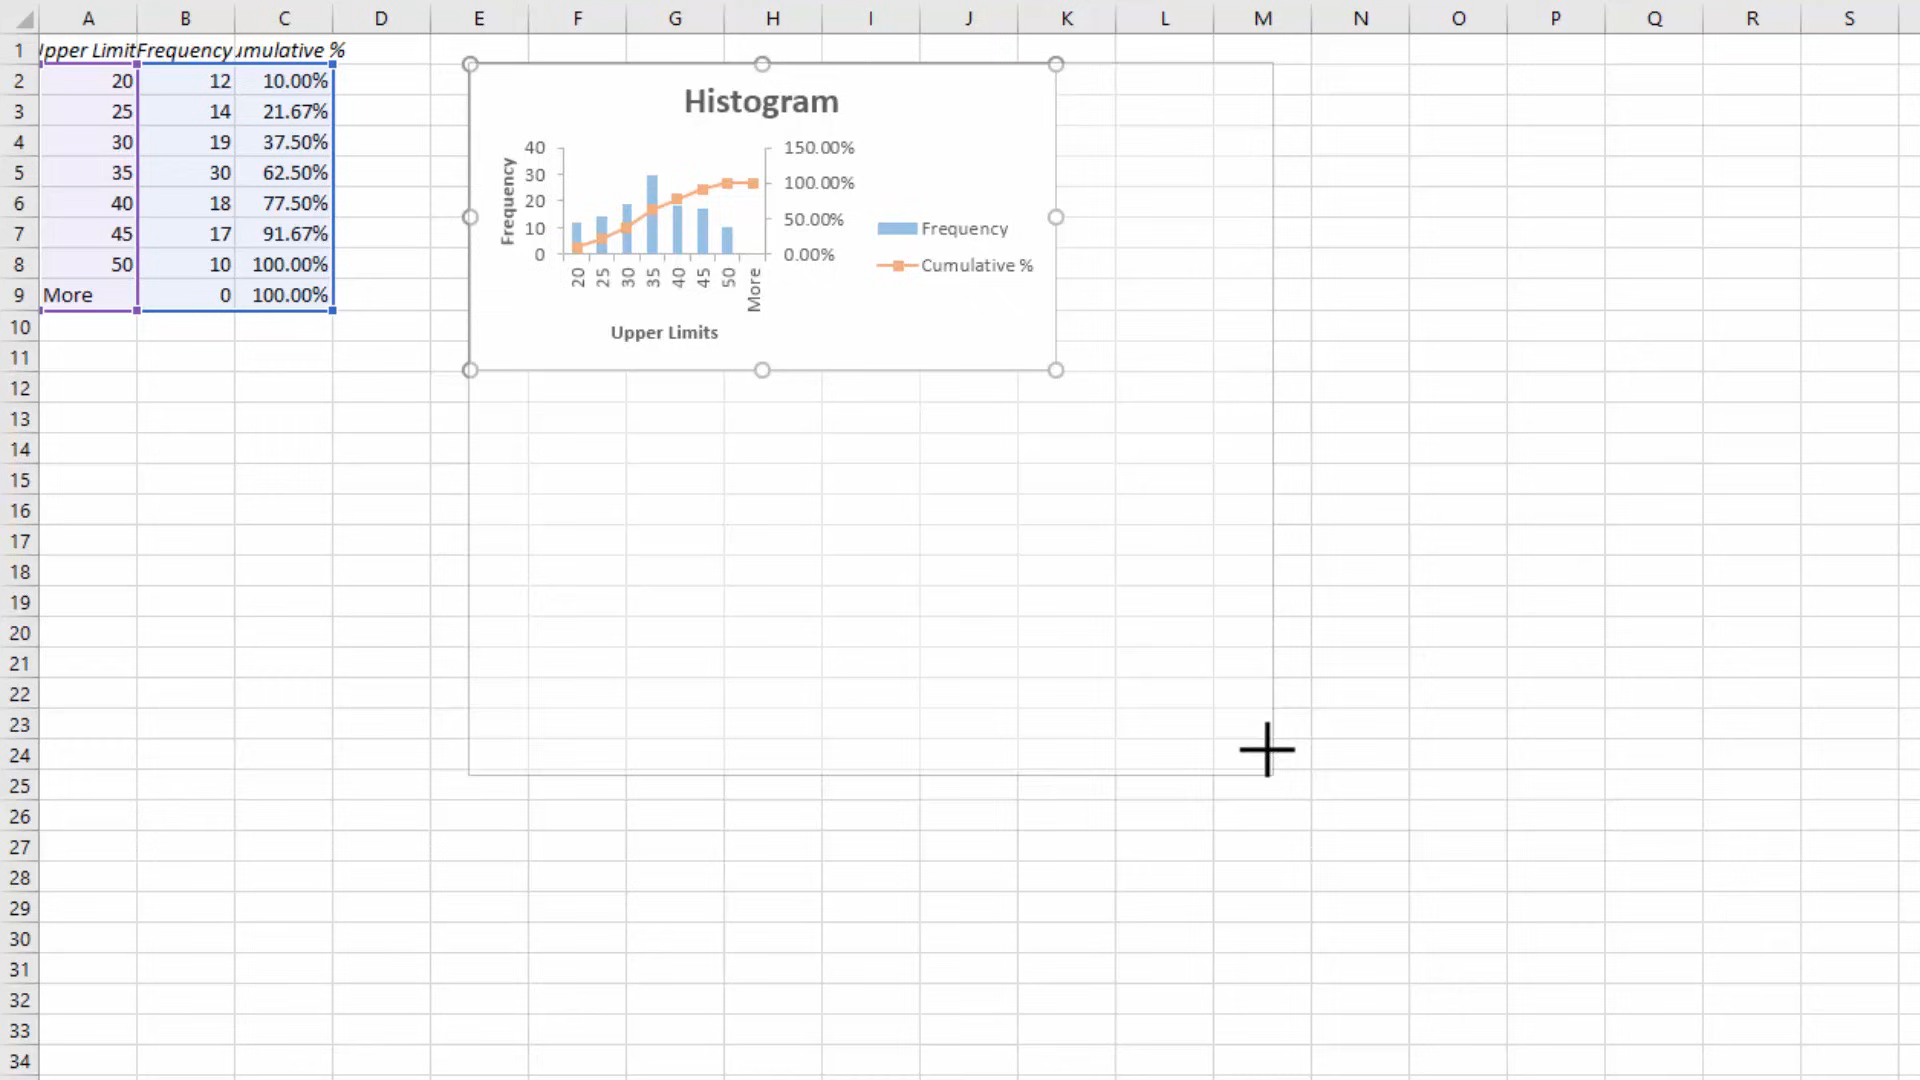 A B C D E F G H I J K L M N O P Q R S
1 Upper Limit Frequency umulative %
2 20 12 10.00%
3 25 14 21.67%
4 30 19 37.50%
5 35 30 62.50%
6 40 18 77.50%
7 45 17 91.67%
8 50 10 100.00%
9 More 0 100.00%
10
11
12
13
14
15
16
17
18
19
20
21
22
23
24
25
26
27
28
29
30
31
32
33
34
Histogram
40 150.00%
30 100.00%
20 50.00%
10 0.00%
0
Frequency
20 25 30 35 40 45 50 More
Upper Limits
Frequency
Cumulative %